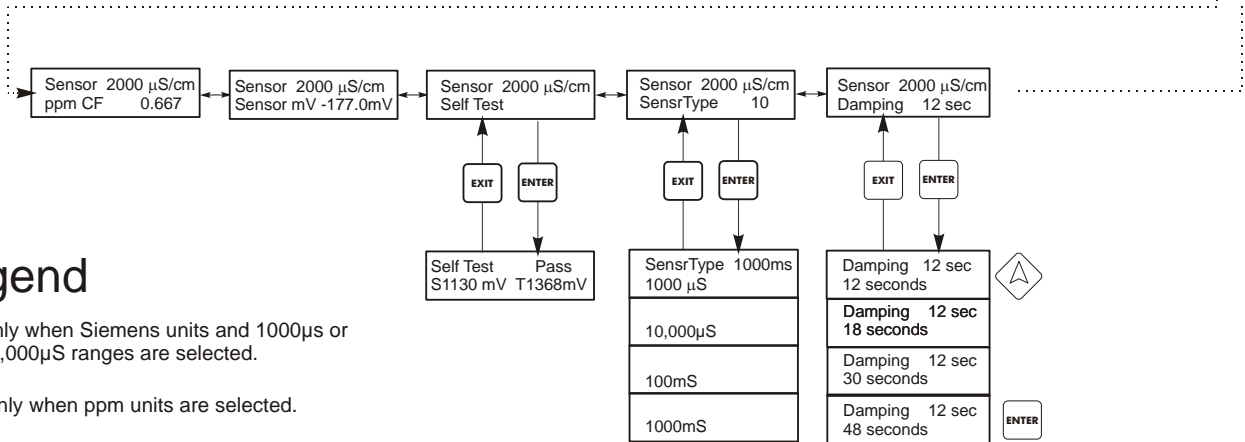 Sensor 2000 µS/cm
ppm CF 0.667
Sensor 2000 µS/cm
Sensor mV -177.0mV
Sensor 2000 µS/cm
Self Test
Sensor 2000 µS/cm
SensrType 10
Sensor 2000 µS/cm
Damping 12 sec
EXIT
ENTER
EXIT
ENTER
EXIT
ENTER
Self Test Pass
S1130 mV T1368mV
SensrType 1000ms
1000 µS
10,000µS
100mS
1000mS
Damping 12 sec
12 seconds
Damping 12 sec
18 seconds
Damping 12 sec
30 seconds
Damping 12 sec
48 seconds
ENTER
gend
nly when Siemens units and 1000µs or
,000µS ranges are selected.
nly when ppm units are selected.